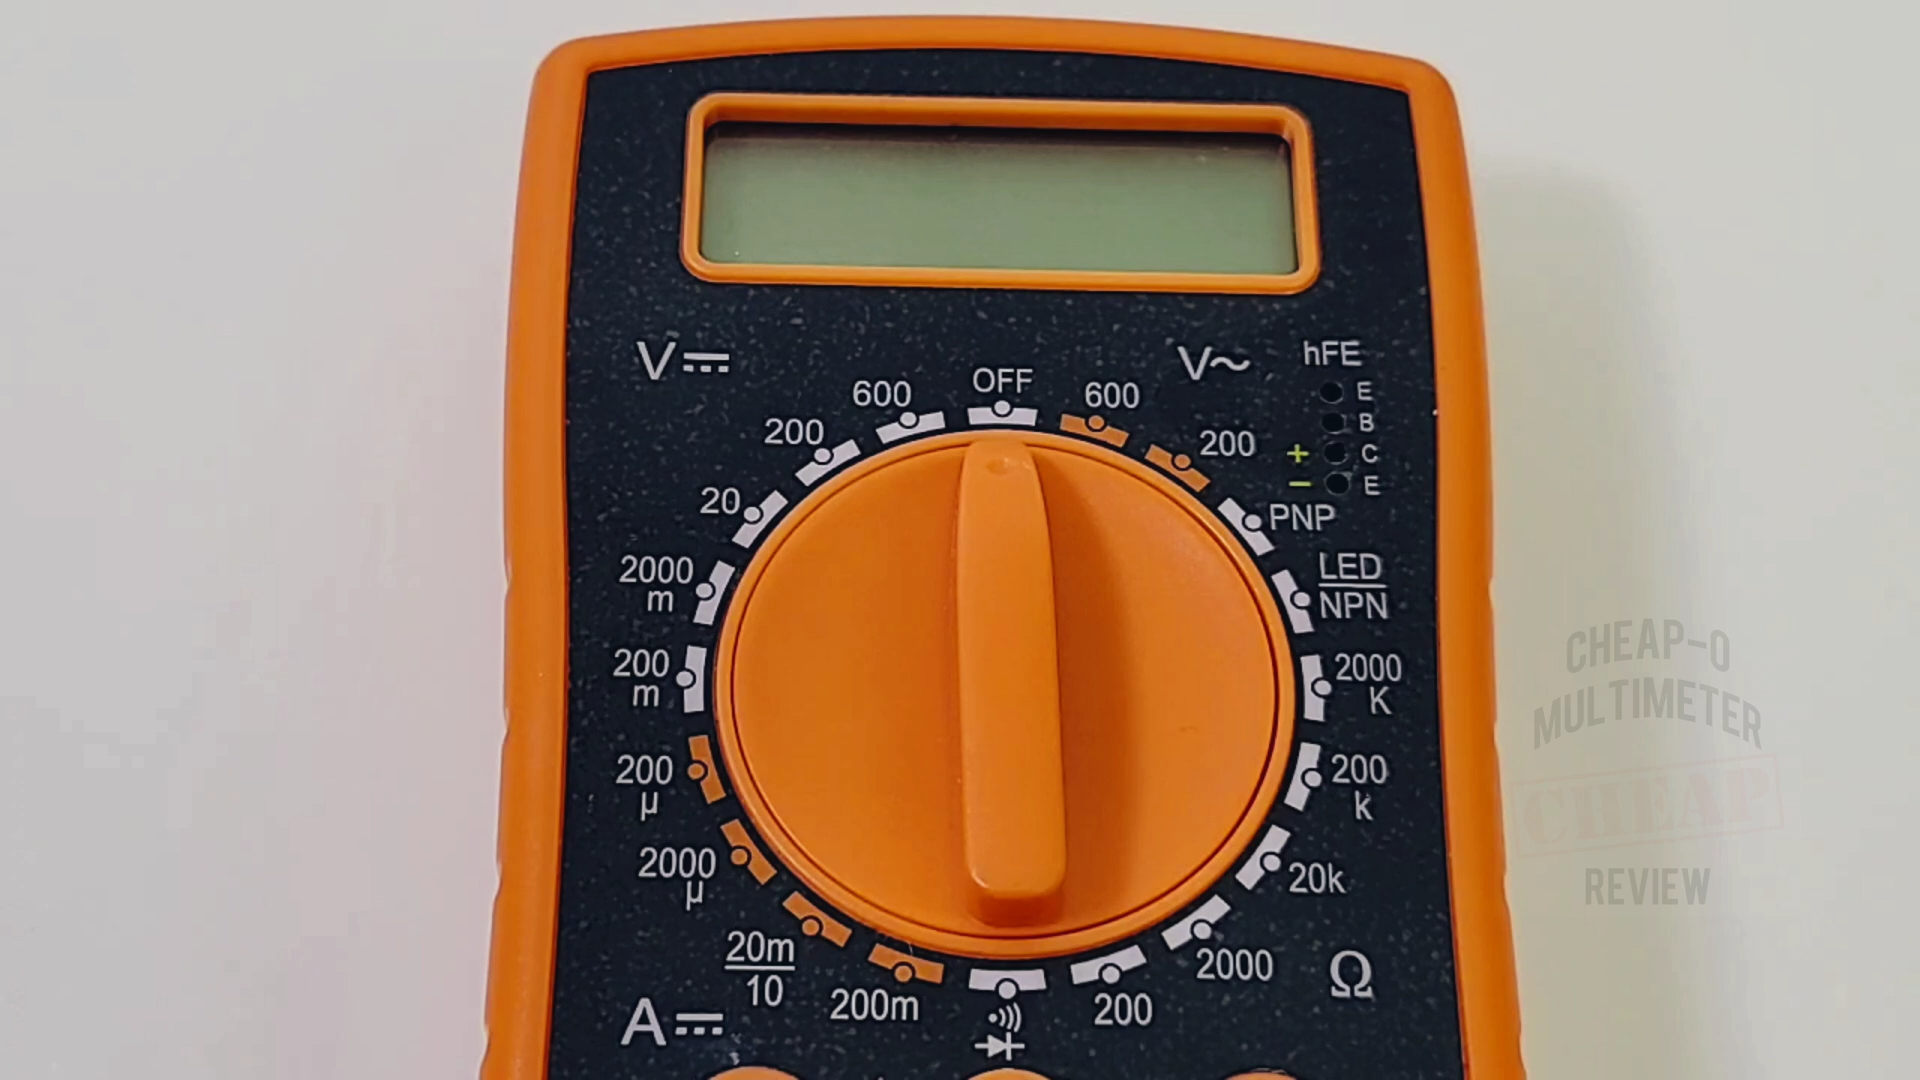 V
V~
hFE
E
B
+ C
− E
OFF
600
200
PNP
LED
NPN
2000
K
200
k
20k
2000
Ω
200
200m
20m
10
A
2000
µ
200
µ
200
m
2000
m
20
200
600
CHEAP-O
MULTIMETER
CHEAP
REVIEW